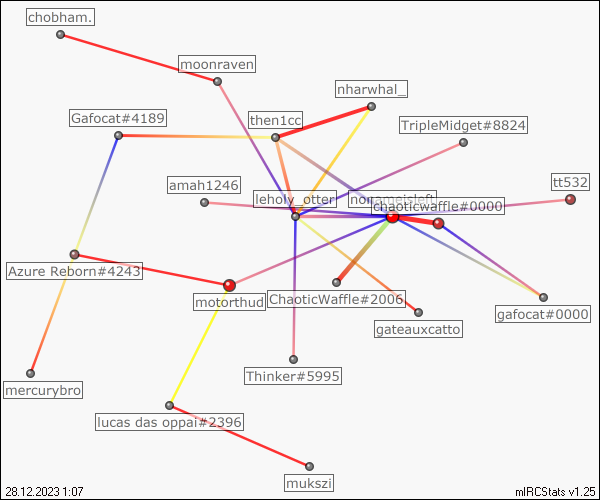 chobham.
moonraven
nharwhal_
Gafocat#4189
then1cc
TripleMidget#8824
amah1246
tt532
leholy_otter
nonameisleft
chaoticwaffle#0000
Azure Reborn#4243
motorthud
ChaoticWaffle#2006
gafocat#0000
gateauxcatto
Thinker#5995
mercurybro
lucas das oppai#2396
mukszi
28.12.2023 1:07
mIRCStats v1.25